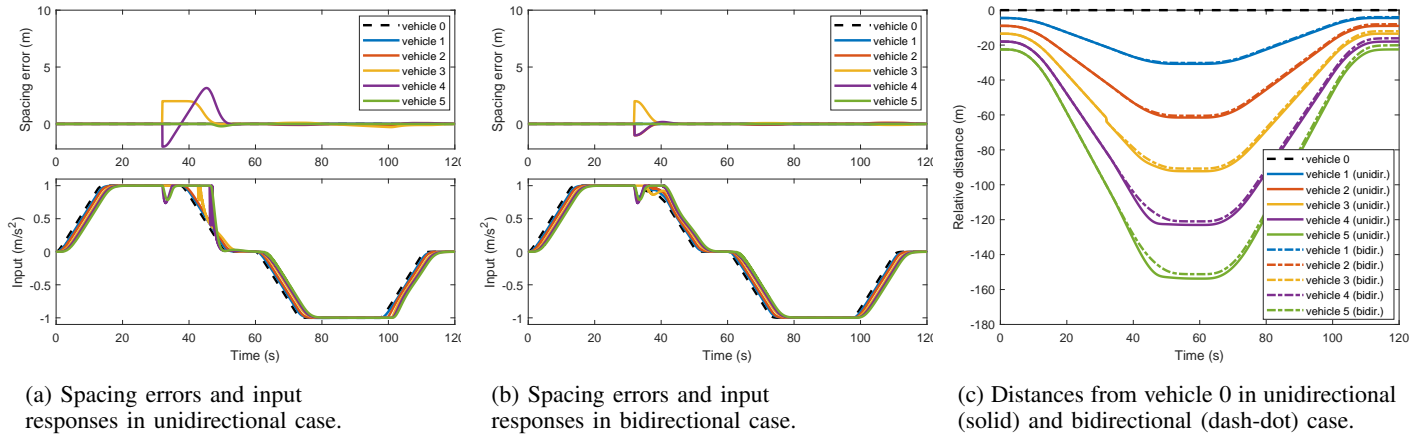 10
5
0
Spacing error (m)
0 20 40 60 80 100 120
vehicle 0
vehicle 1
vehicle 2
vehicle 3
vehicle 4
vehicle 5
1
0.5
0
-0.5
-1
Input (m/s²)
0 20 40 60 80 100 120
Time (s)
(a) Spacing errors and input
responses in unidirectional case.
10
5
0
Spacing error (m)
0 20 40 60 80 100 120
vehicle 0
vehicle 1
vehicle 2
vehicle 3
vehicle 4
vehicle 5
1
0.5
0
-0.5
-1
Input (m/s²)
0 20 40 60 80 100 120
Time (s)
(b) Spacing errors and input
responses in bidirectional case.
0
-20
-40
-60
-80
-100
-120
-140
-160
-180
Relative distance (m)
0 20 40 60 80 100 120
Time (s)
vehicle 0
vehicle 1 (unidir.)
vehicle 2 (unidir.)
vehicle 3 (unidir.)
vehicle 4 (unidir.)
vehicle 5 (unidir.)
vehicle 1 (bidir.)
vehicle 2 (bidir.)
vehicle 3 (bidir.)
vehicle 4 (bidir.)
vehicle 5 (bidir.)
(c) Distances from vehicle 0 in unidirectional
(solid) and bidirectional (dash-dot) case.